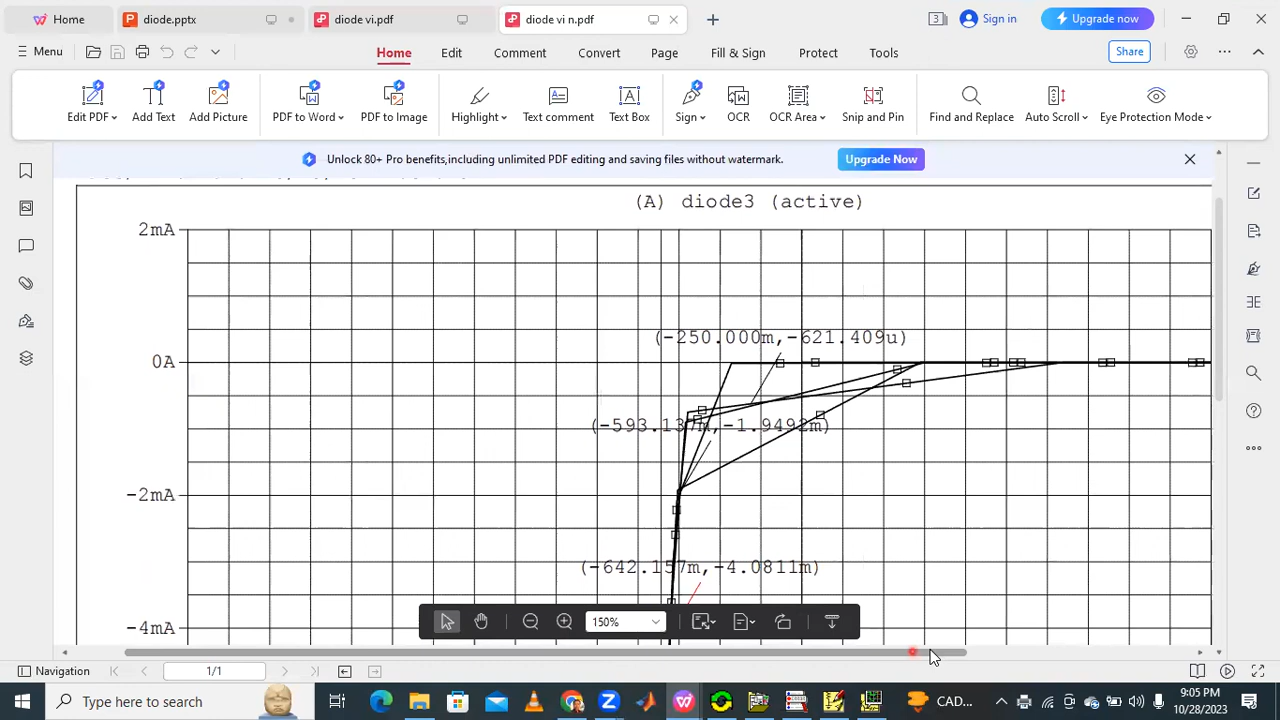 Home diode.pptx diode vi.pdf diode vi n.pdf 3 Sign in Upgrade now
Menu Home Edit Comment Convert Page Fill & Sign Protect Tools Share
Edit PDF Add Text Add Picture PDF to Word PDF to Image Highlight Text comment Text Box Sign OCR OCR Area Snip and Pin Find and Replace Auto Scroll Eye Protection Mode
Unlock 80+ Pro benefits,including unlimited PDF editing and saving files without watermark. Upgrade Now
(A) diode3 (active)
2mA
(-250.000m,-621.409u)
0A
(-593.137m,-1.9492m)
-2mA
(-642.157m,-4.0811m)
150%
-4mA
Navigation 1/1
Type here to search CAD... 9:05 PM
10/28/2023